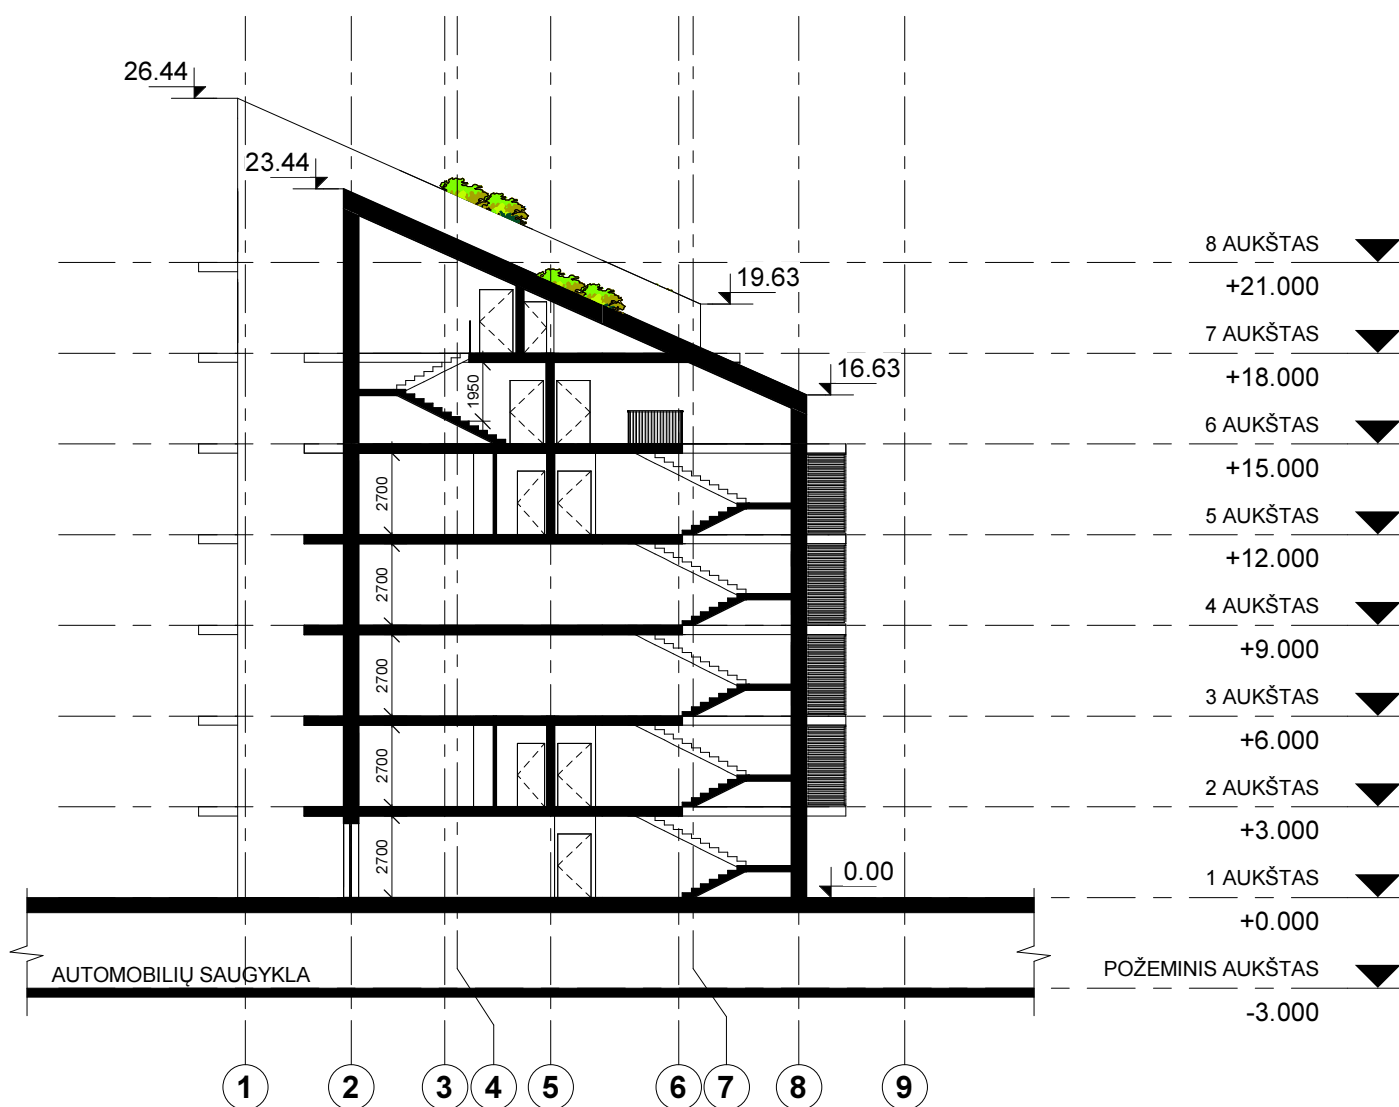 26.44
23.44
19.63
16.63
0.00
8 AUKŠTAS
+21.000
7 AUKŠTAS
+18.000
6 AUKŠTAS
+15.000
5 AUKŠTAS
+12.000
4 AUKŠTAS
+9.000
3 AUKŠTAS
+6.000
2 AUKŠTAS
+3.000
1 AUKŠTAS
+0.000
POŽEMINIS AUKŠTAS
-3.000
1950
2700
2700
2700
2700
2700
AUTOMOBILIŲ SAUGYKLA
1 2 3 4 5 6 7 8 9